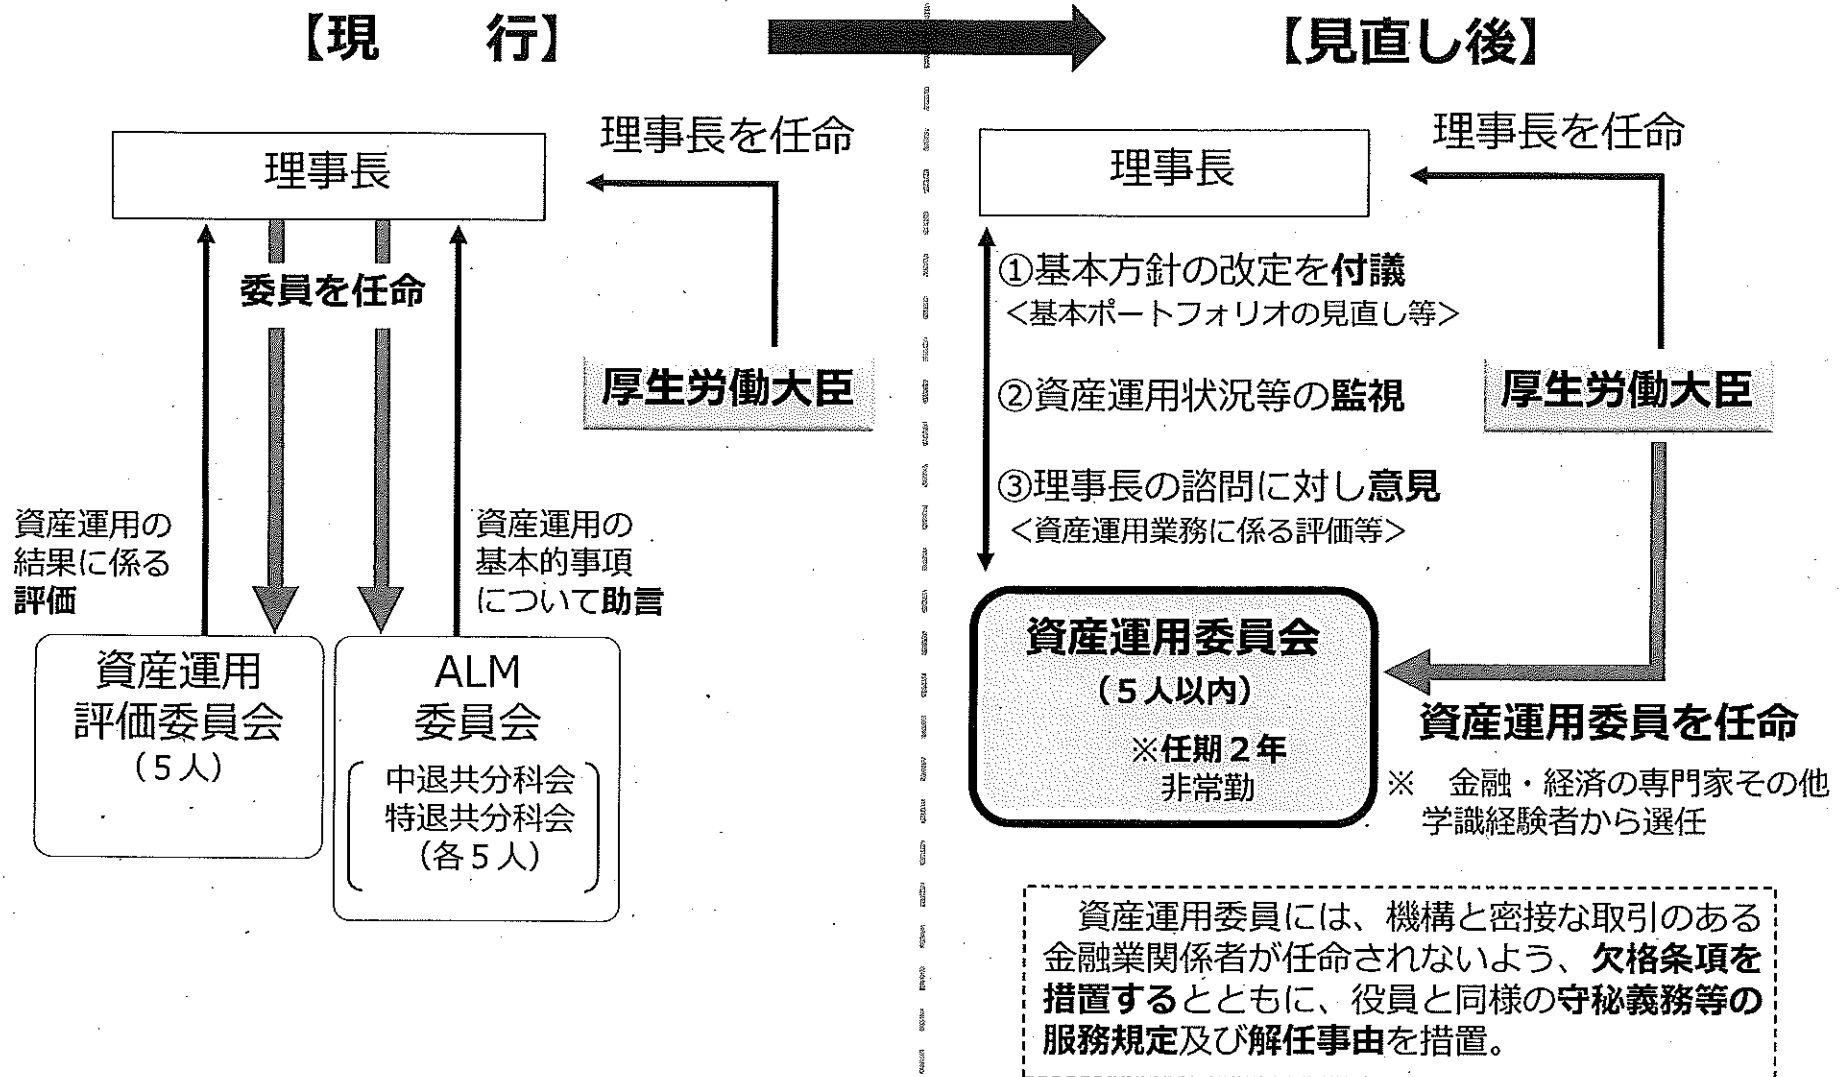 【現　　行】
理事長を任命
理事長
委員を任命
厚生労働大臣
資産運用の
結果に係る
評価
資産運用の
基本的事項
について助言
資産運用
評価委員会
（５人）
ALM
委員会
中退共分科会
特退共分科会
（各５人）
【見直し後】
理事長を任命
理事長
①基本方針の改定を付議
＜基本ポートフォリオの見直し等＞
②資産運用状況等の監視
厚生労働大臣
③理事長の諮問に対し意見
＜資産運用業務に係る評価等＞
資産運用委員会
（５人以内）
※任期２年
非常勤
資産運用委員を任命
※　金融・経済の専門家その他
学識経験者から選任
資産運用委員には、機構と密接な取引のある
金融業関係者が任命されないよう、欠格条項を
措置するとともに、役員と同様の守秘義務等の
服務規定及び解任事由を措置。